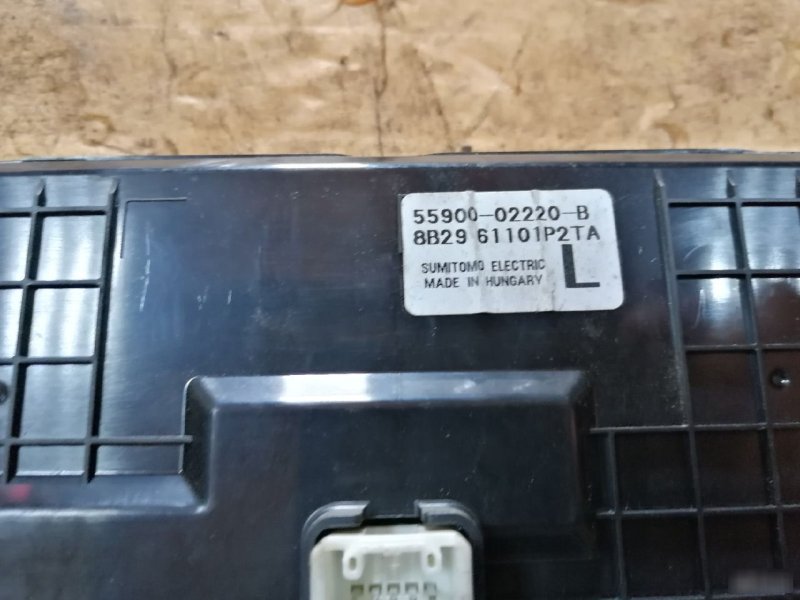 55900-02220-B
8B29 61101P2TA
SUMITOMO ELECTRIC
MADE IN HUNGARY
L